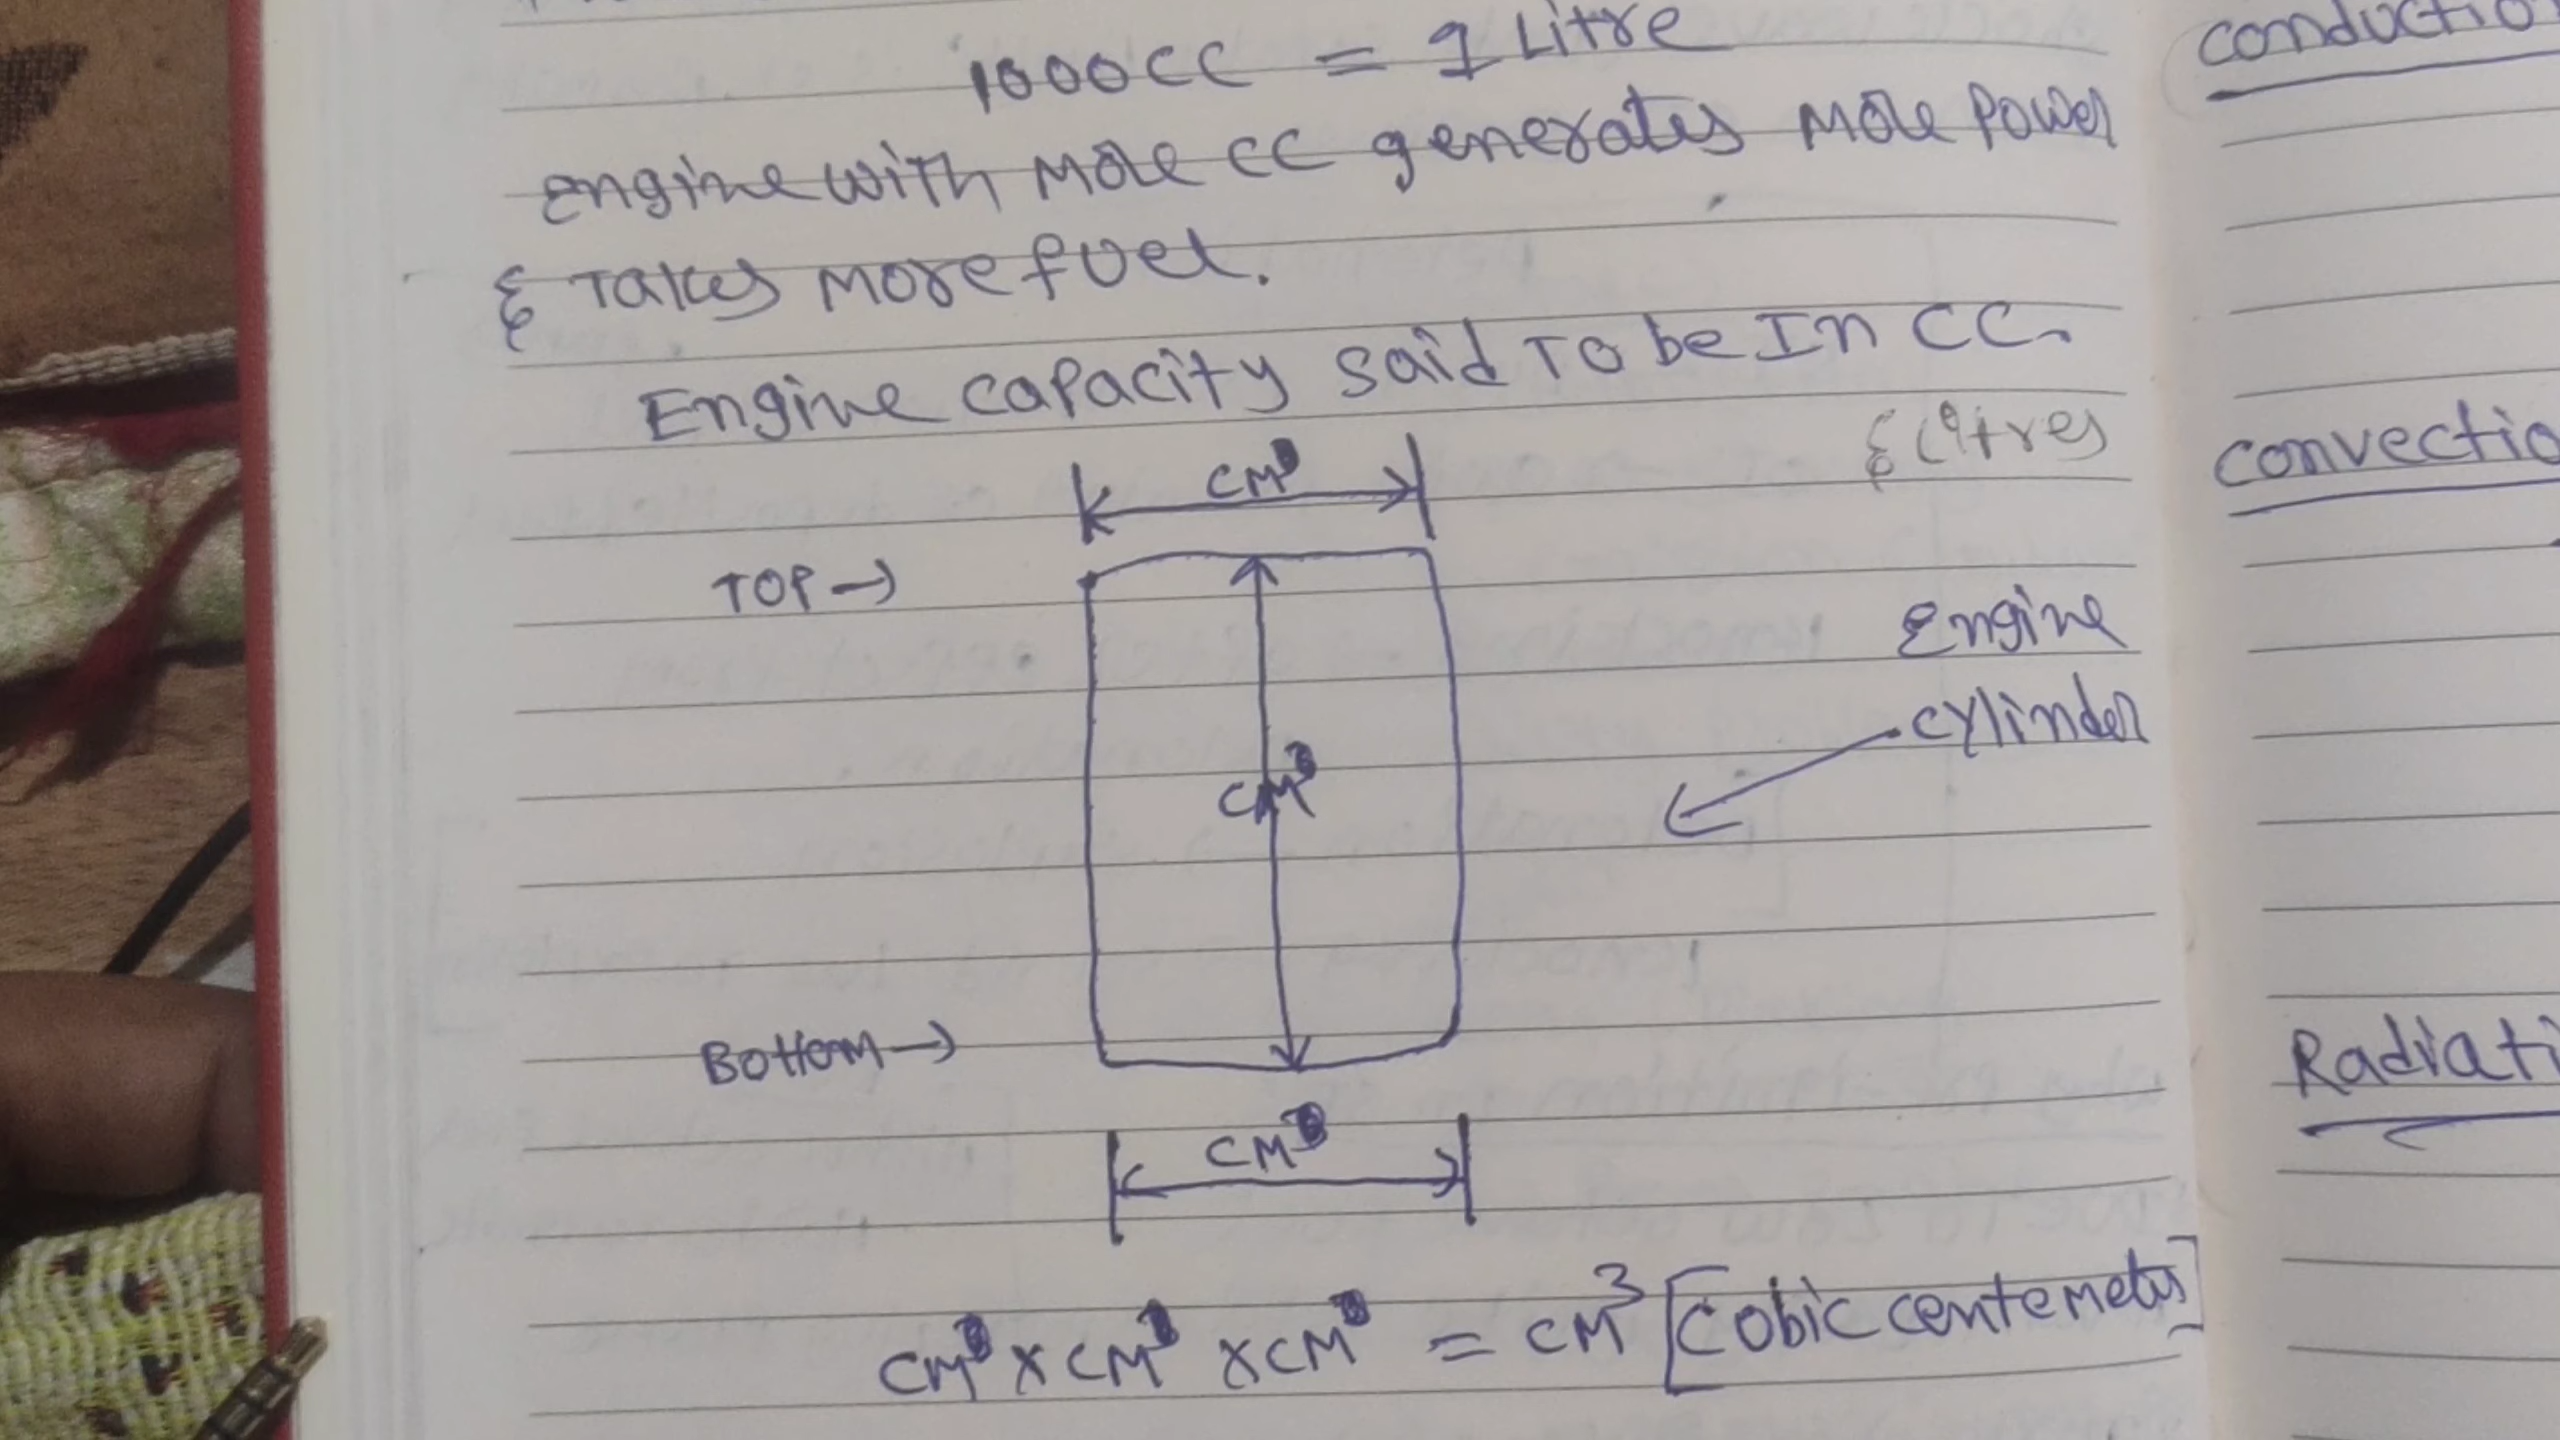 1000CC = 1 Litre
engine with More CC generates More Power
& Takes More fuel.
Engine capacity said To be In CC.
& Litres
CM
TOP →
Engine
cylinder
CM
Bottom →
CM
CM x CM x CM = CM³ [Cobic centemeters]
conductio
convectio
Radiati